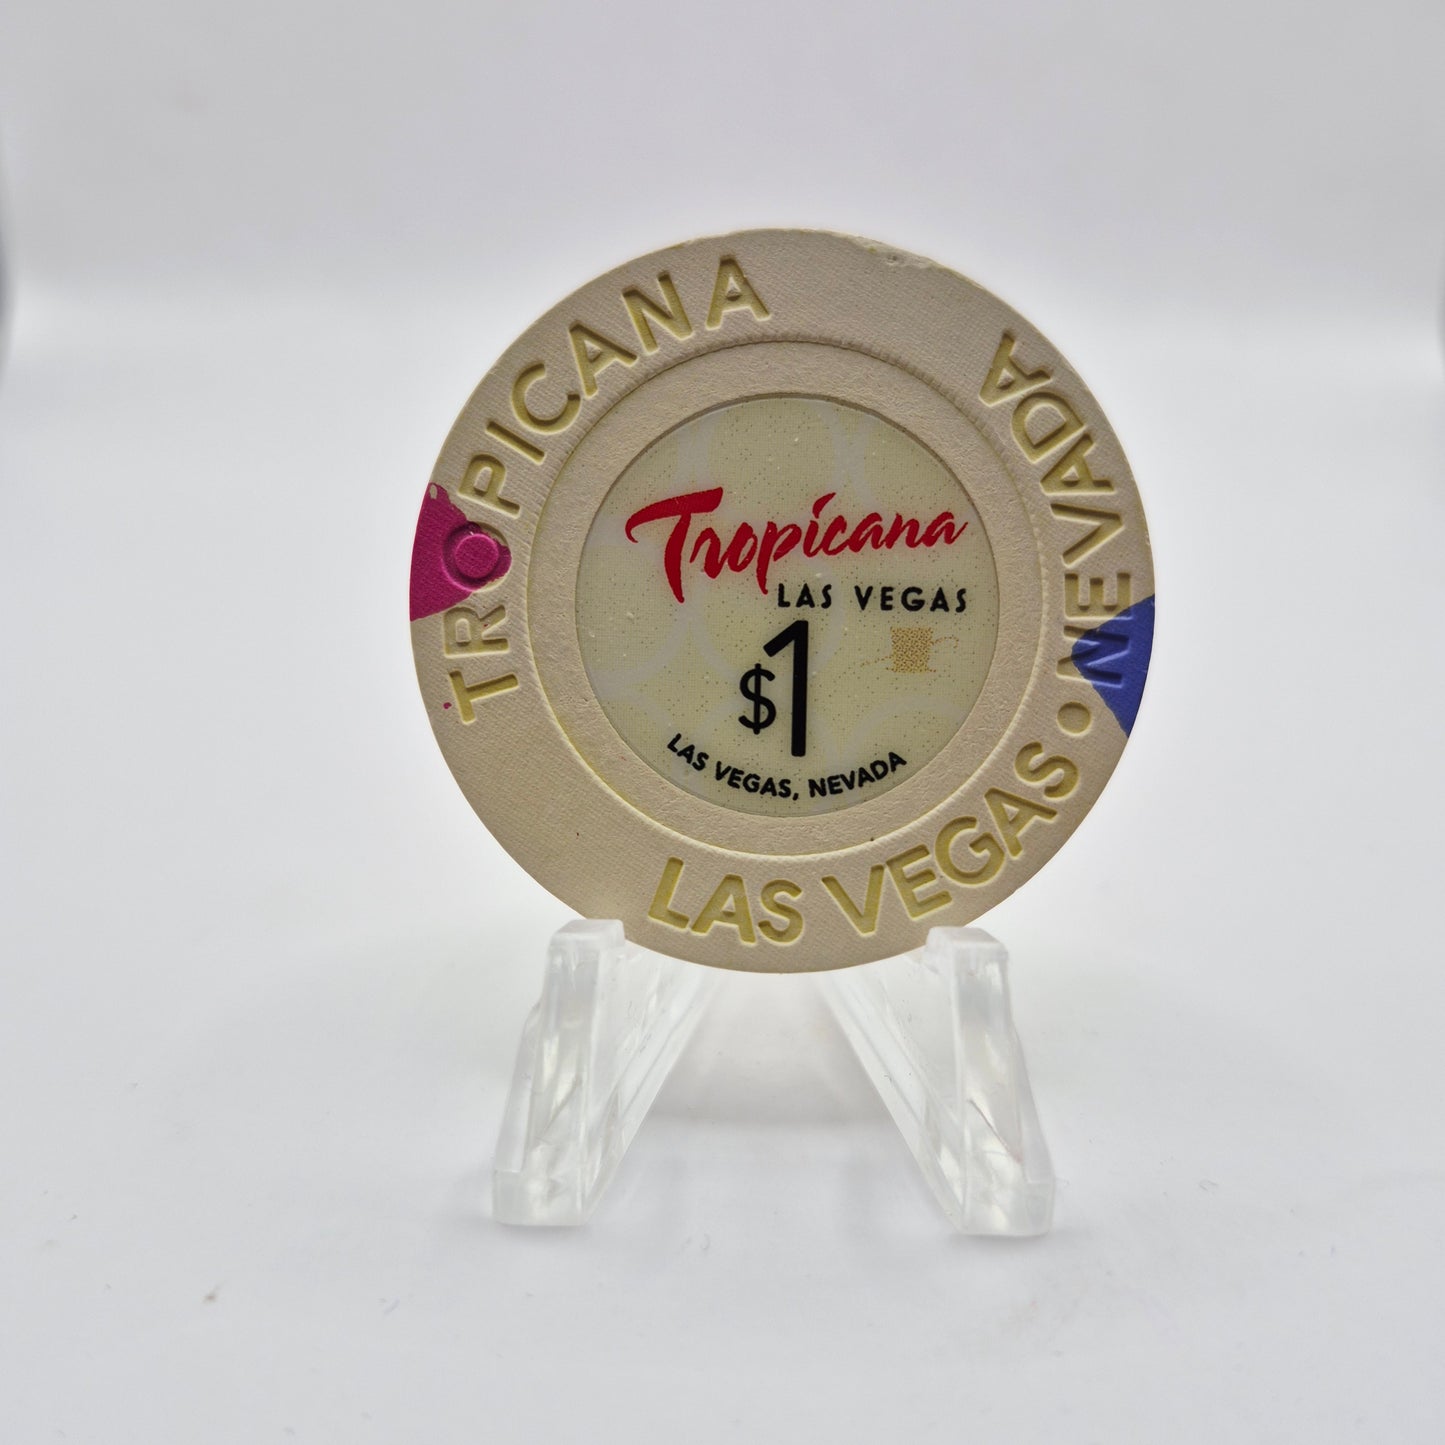 TROPICANA
NEVADA
LAS VEGAS •
Tropicana
LAS VEGAS
$1
LAS VEGAS, NEVADA